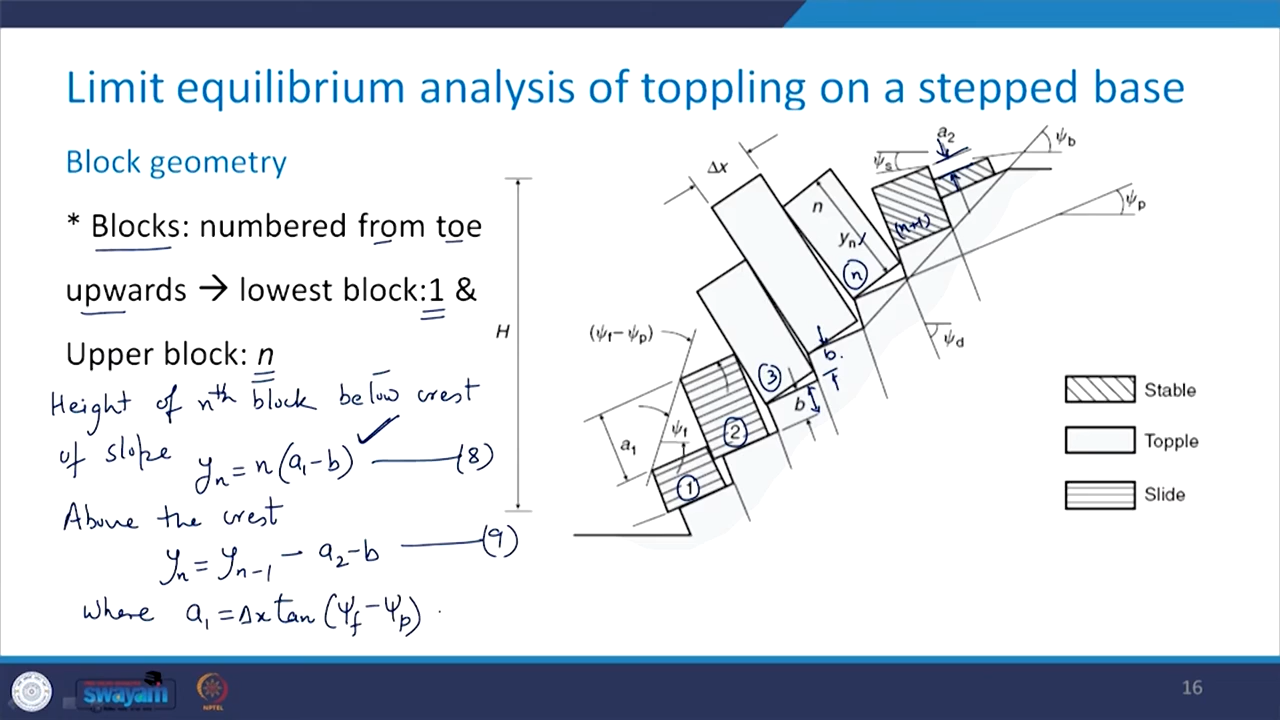 Limit equilibrium analysis of toppling on a stepped base
Block geometry
* Blocks: numbered from toe
upwards → lowest block:1 &
Upper block: n
Height of nth block below crest
of slope yn = n(a1-b) —(8)
Above the crest
yn = yn-1 - a2-b —(9)
Where a1 = Δx tan (ψf-ψp)
H
Δx
a2
ψb
ψs
ψp
n
yn
(n+1)
(n)
ψd
(ψf-ψp)
b
3
b
a1
ψf
2
1
Stable
Topple
Slide
swayam
NPTEL
16